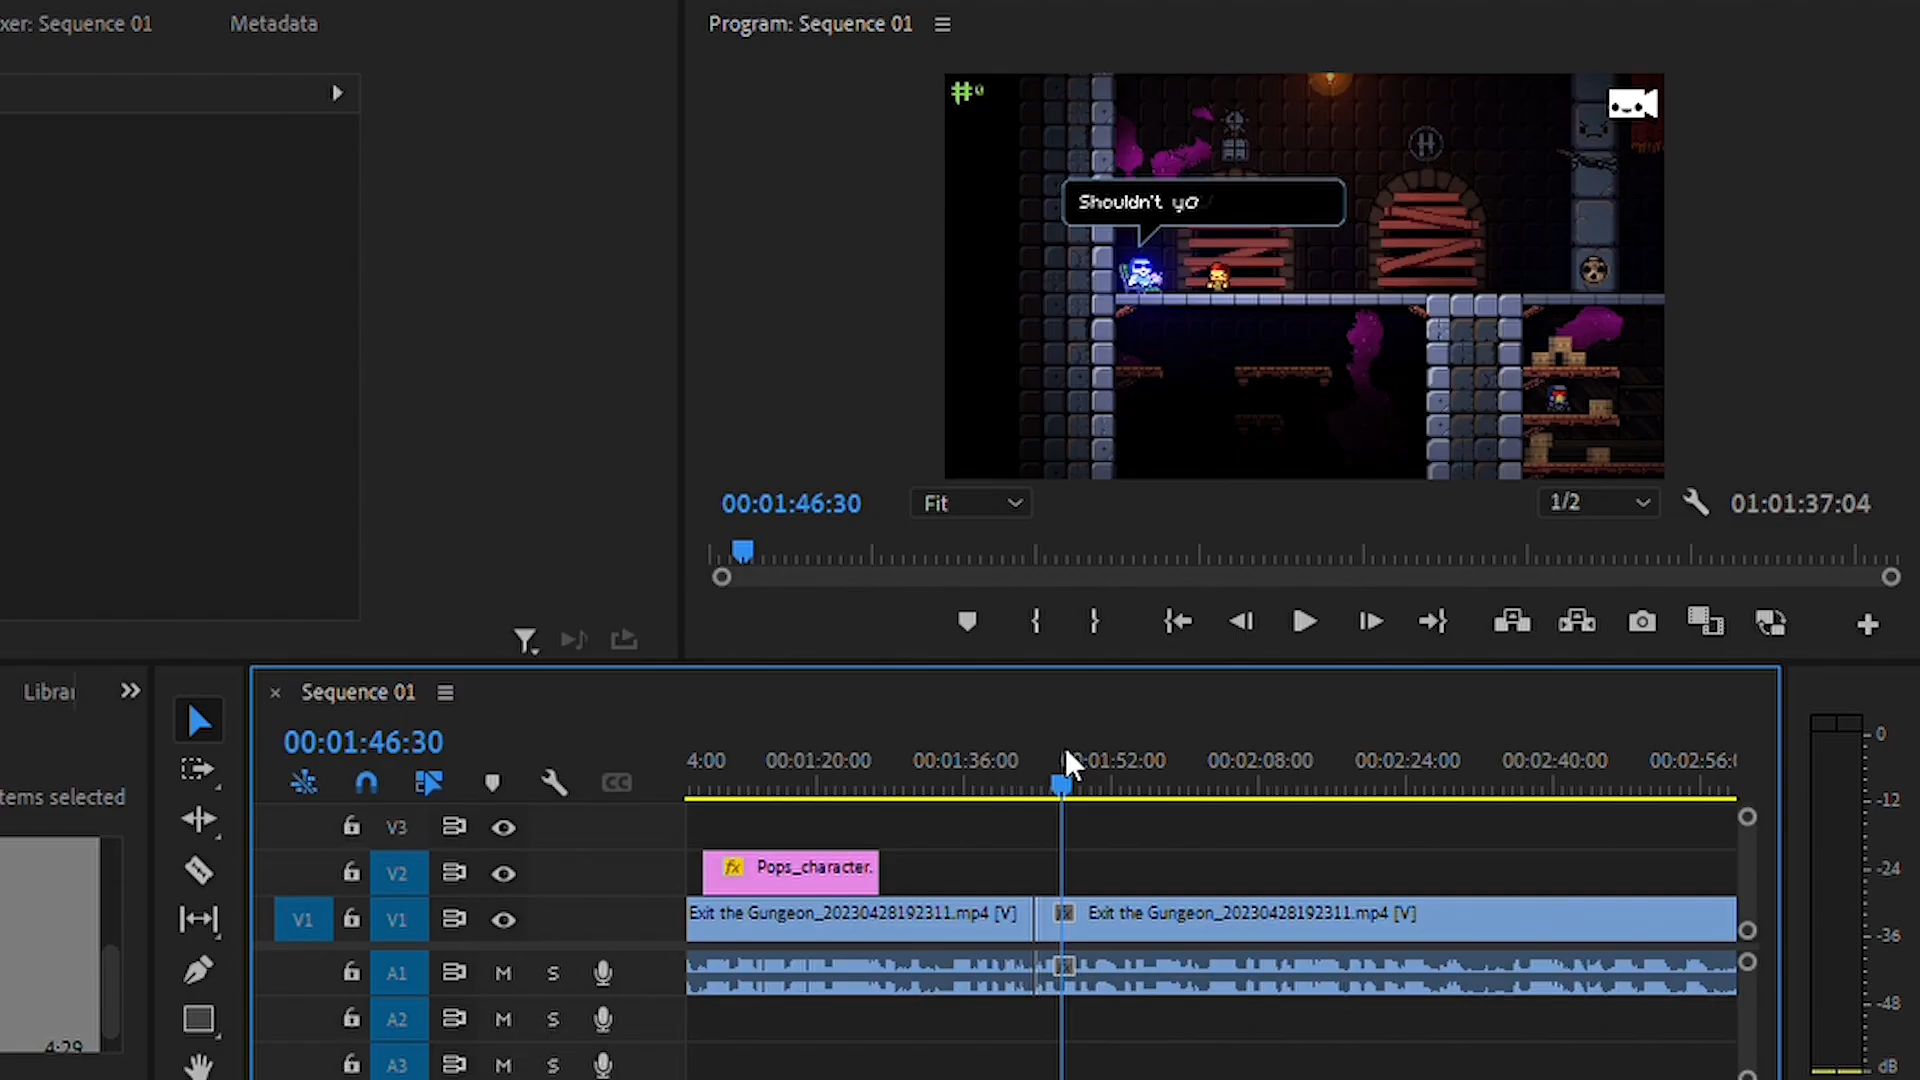 xer: Sequence 01
Metadata
Program: Sequence 01
#0
H
Shouldn't yo
00:01:46:30
Fit
1/2
01:01:37:04
Librar
Sequence 01
00:01:46:30
4:00
00:01:20:00
00:01:36:00
00:01:52:00
00:02:08:00
00:02:24:00
00:02:40:00
00:02:56:
CC
tems selected
4:29
V3
V2
fx Pops_character.
V1
V1
Exit the Gungeon_20230428192311.mp4 [V]
fx Exit the Gungeon_20230428192311.mp4 [V]
A1
M
S
A2
M
S
A3
M
S
0
-12
-24
-36
-48
dB